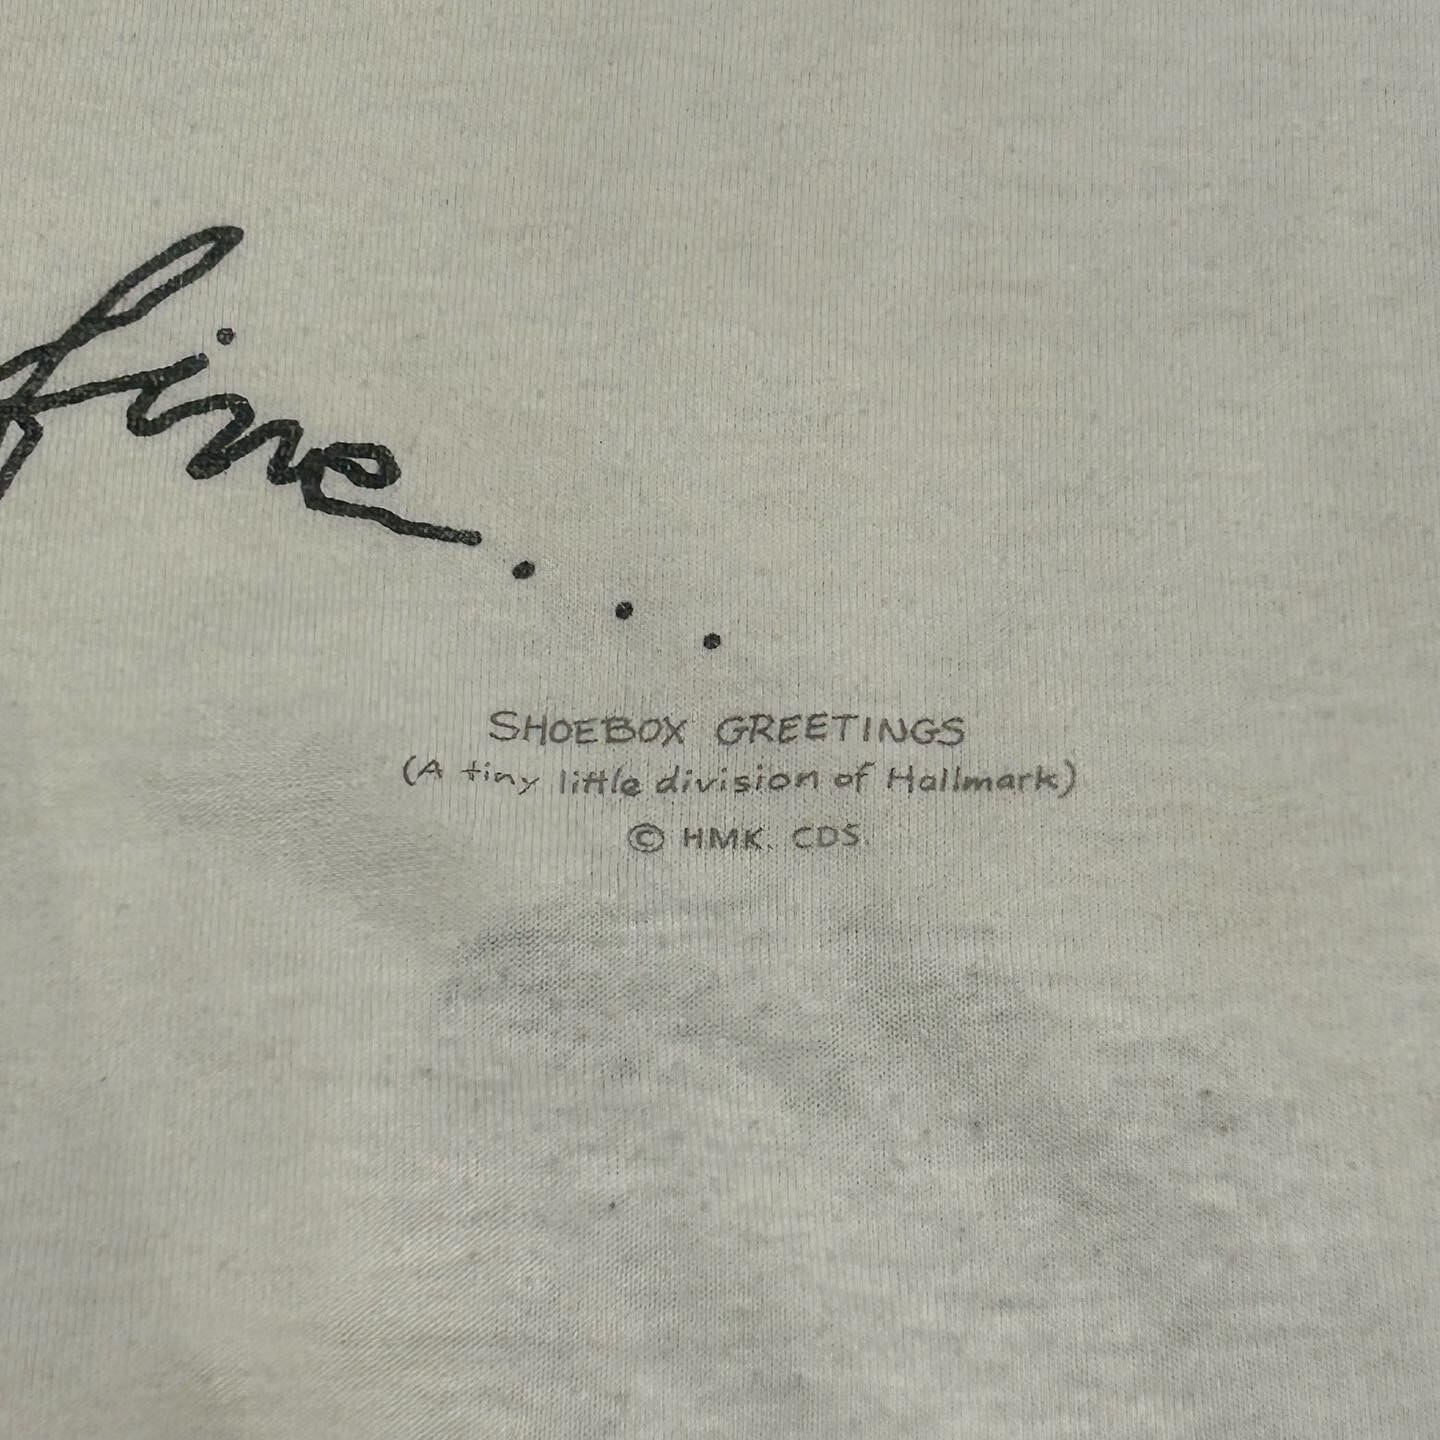 fine...
SHOEBOX GREETINGS
(A tiny little division of Hallmark)
© HMK. CDS.